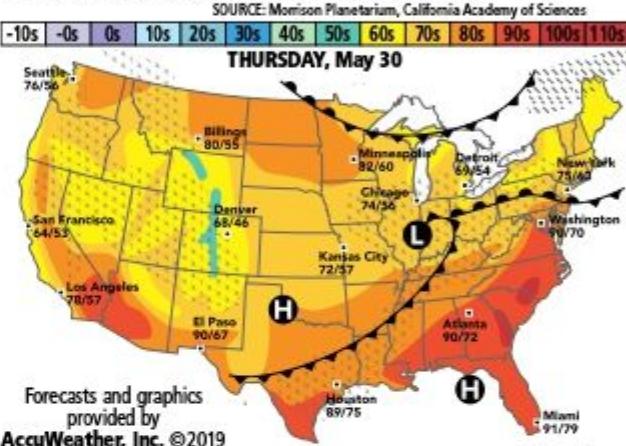 SOURCE: Morrison Planetarium, California Academy of Sciences
-10s -0s 0s 10s 20s 30s 40s 50s 60s 70s 80s 90s 100s 110s
THURSDAY, May 30
Seattle
76/56
Billings
80/55
Minneapolis
82/60
Detroit
69/54
New York
75/63
Chicago
74/56
San Francisco
64/53
Denver
68/46
Washington
90/70
L
Kansas City
72/57
Los Angeles
78/57
H
El Paso
90/67
Atlanta
90/72
H
Houston
89/75
Miami
91/79
Forecasts and graphics
provided by
AccuWeather, Inc. ©2019